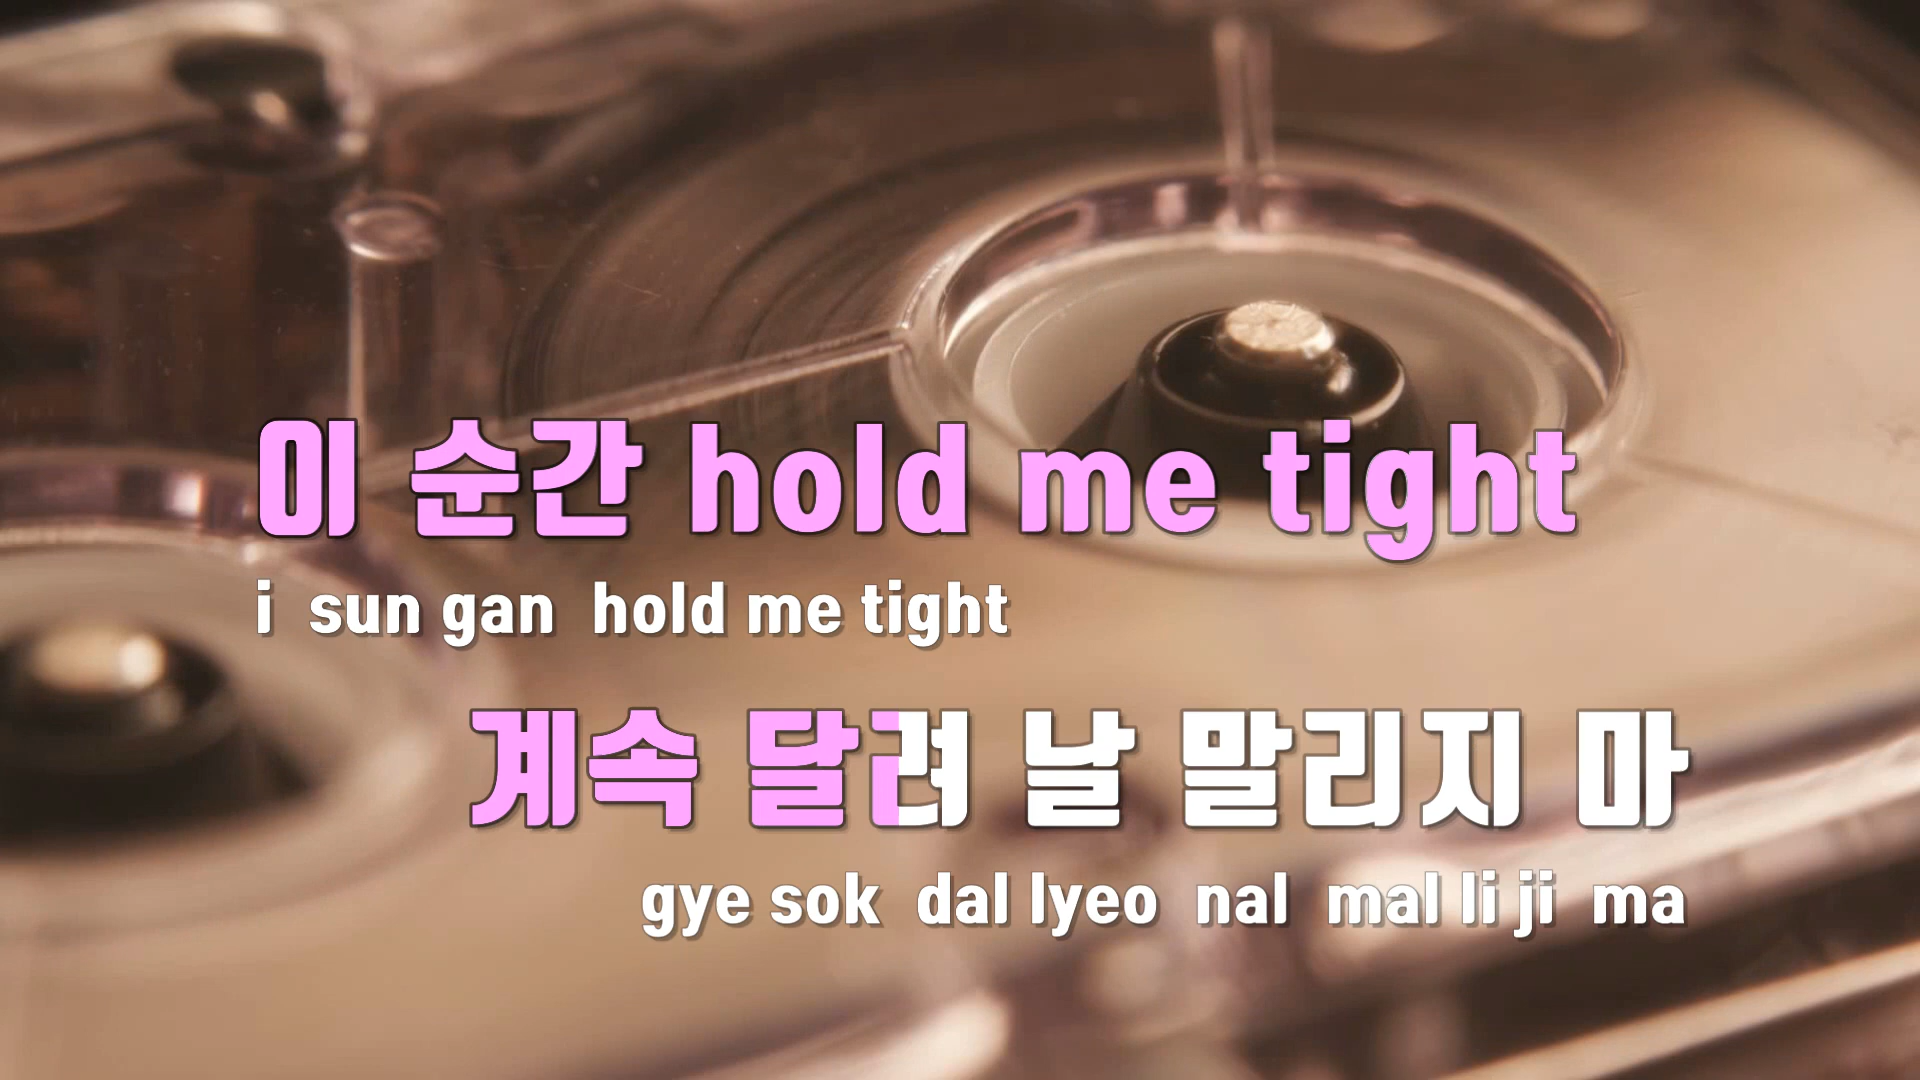 이 순간 hold me tight
i sun gan hold me tight
계속 달려 날 말리지 마
gye sok dal lyeo nal mal li ji ma